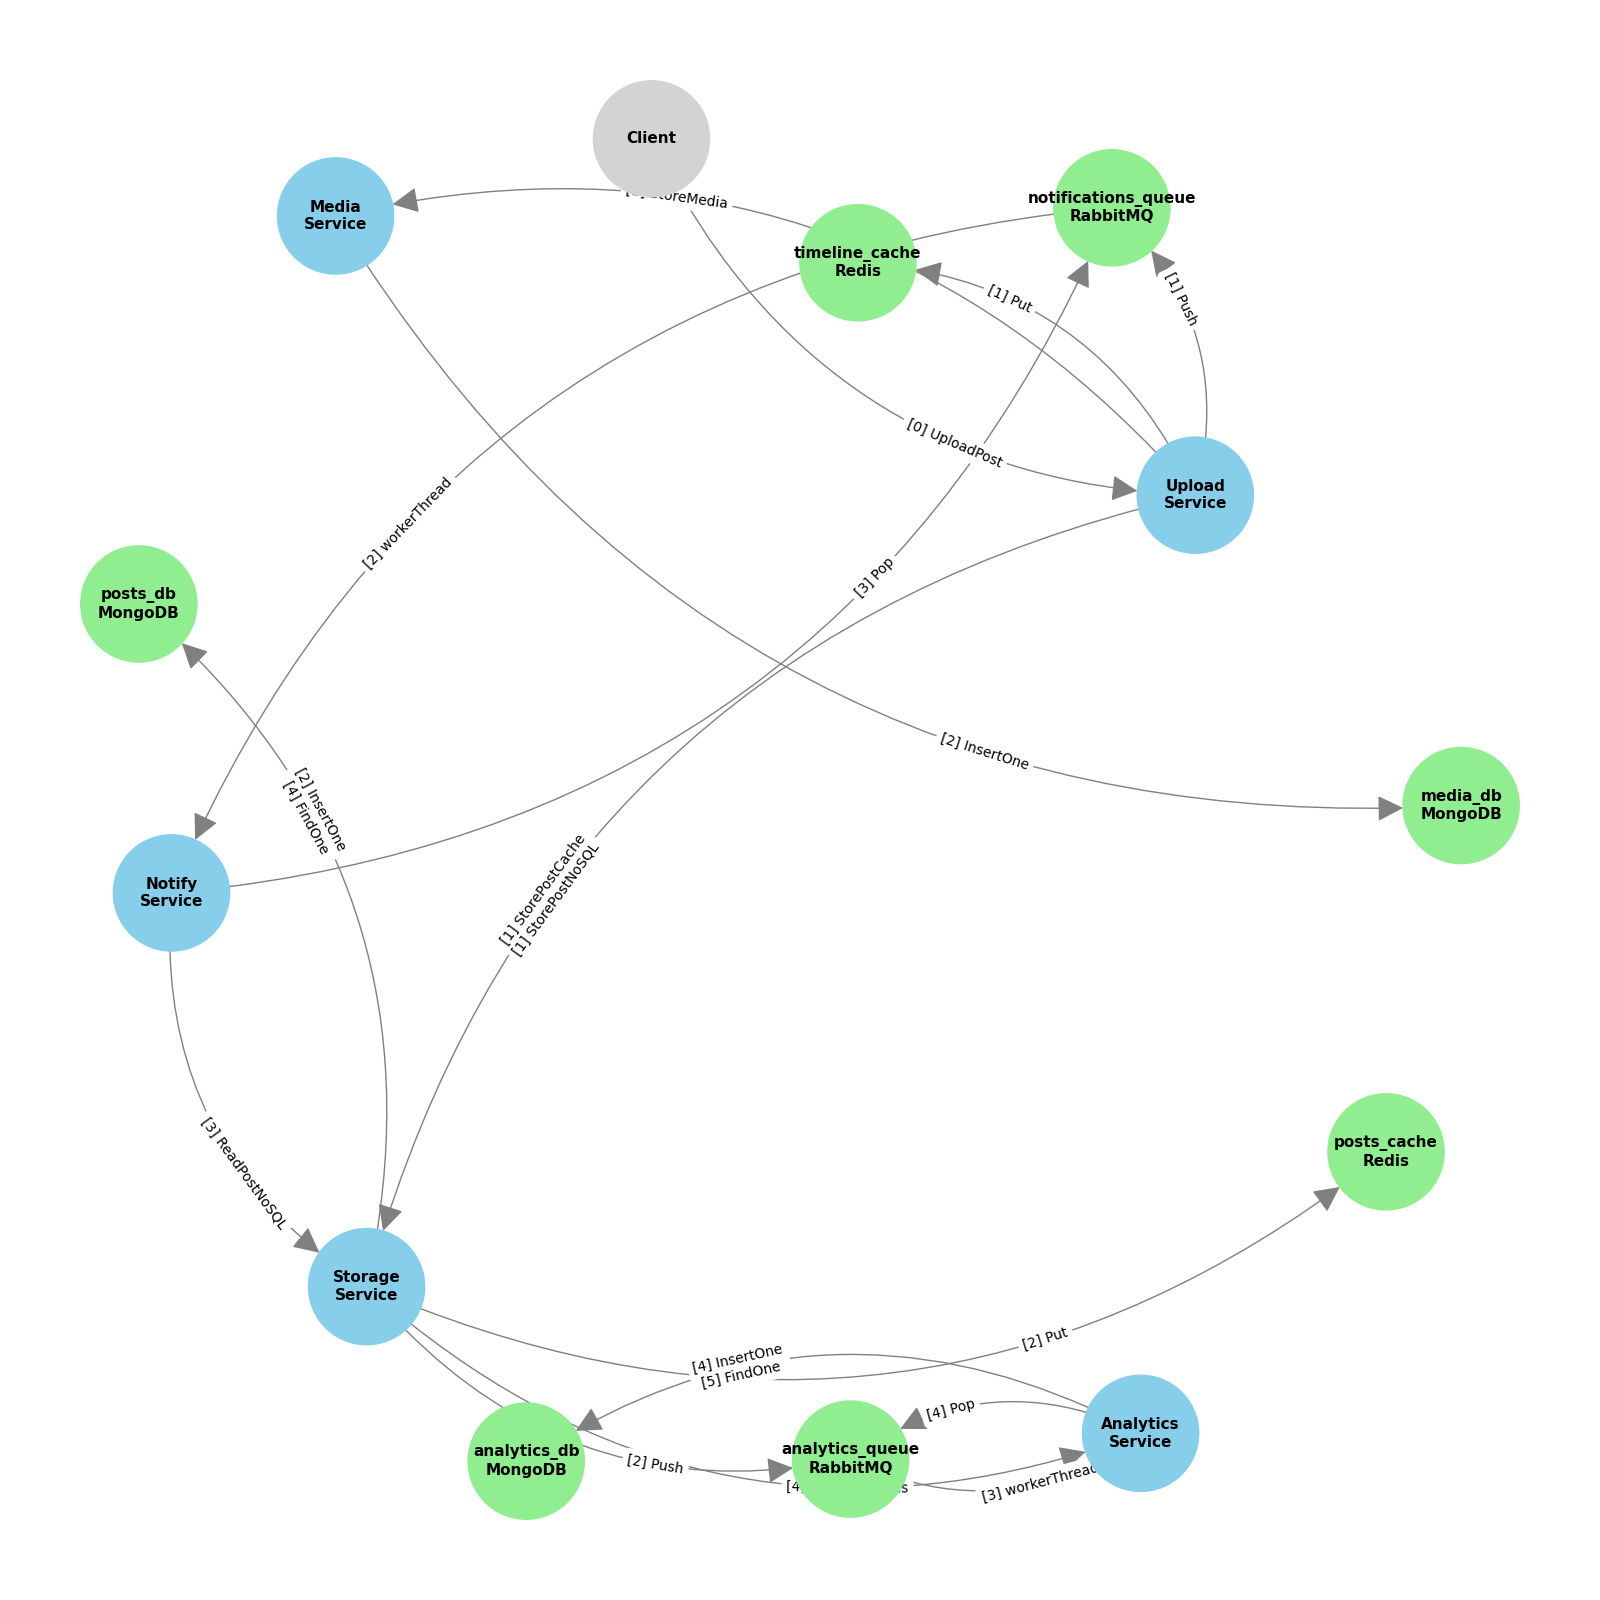 Client
Media
Service
StoreMedia
notifications_queue
RabbitMQ
timeline_cache
Redis
[1] Put
[1] Push
[0] UploadPost
Upload
Service
[2] workerThread
[3] Pop
posts_db
MongoDB
[2] InsertOne
[2] InsertOne
[4] FindOne
media_db
MongoDB
Notify
Service
[1] StorePostCache
[1] StorePostNoSQL
[3] ReadPostNoSQL
posts_cache
Redis
Storage
Service
[2] Put
[4] InsertOne
[5] FindOne
[4] Pop
Analytics
Service
analytics_db
MongoDB
analytics_queue
RabbitMQ
[2] Push
[3] workerThread